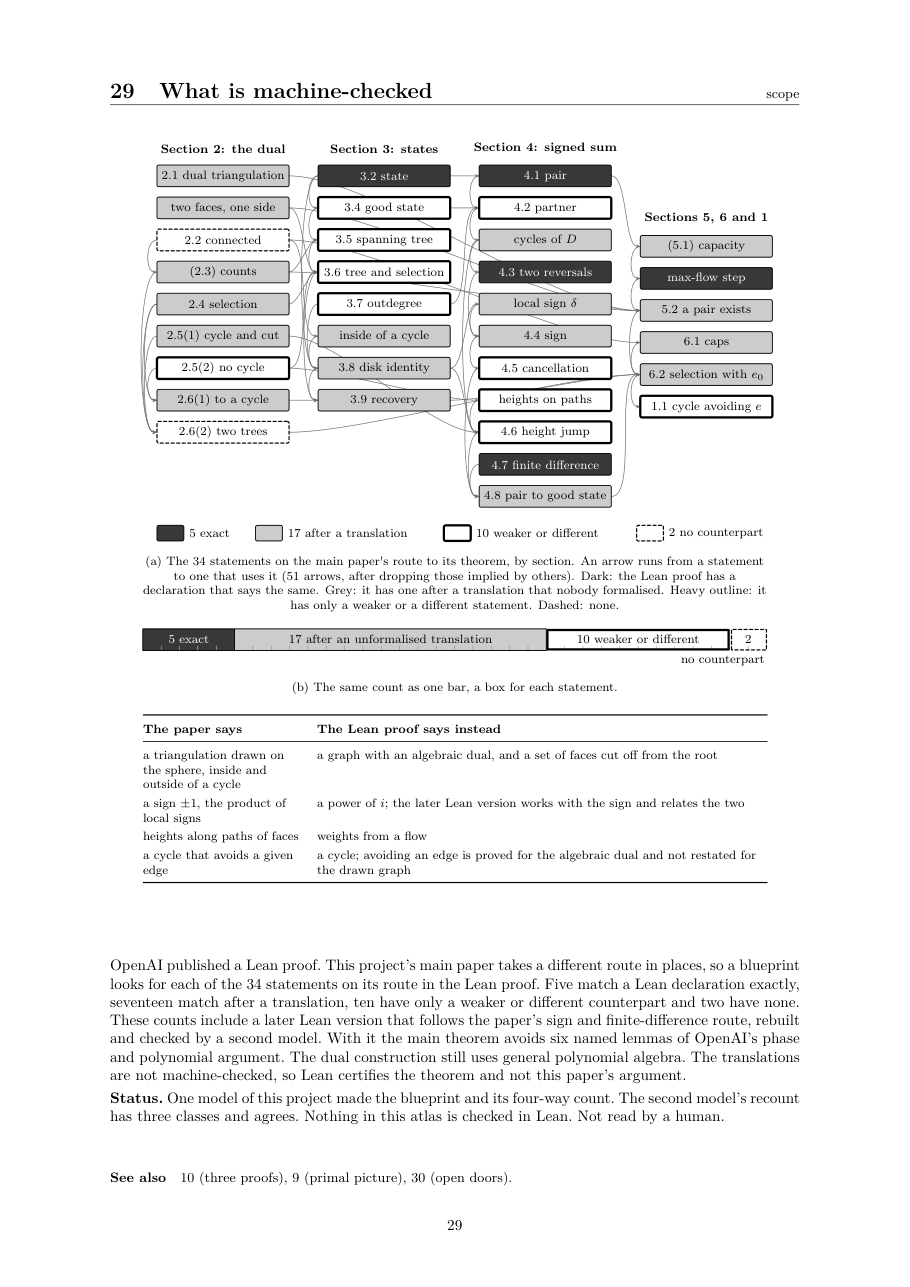 29 What is machine-checked
scope
Section 2: the dual
2.1 dual triangulation
two faces, one side
2.2 connected
(2.3) counts
2.4 selection
2.5(1) cycle and cut
2.5(2) no cycle
2.6(1) to a cycle
2.6(2) two trees
Section 3: states
3.2 state
3.4 good state
3.5 spanning tree
3.6 tree and selection
3.7 outdegree
inside of a cycle
3.8 disk identity
3.9 recovery
Section 4: signed sum
4.1 pair
4.2 partner
cycles of D
4.3 two reversals
local sign δ
4.4 sign
4.5 cancellation
heights on paths
4.6 height jump
4.7 finite difference
4.8 pair to good state
Sections 5, 6 and 1
(5.1) capacity
max-flow step
5.2 a pair exists
6.1 caps
6.2 selection with e₀
1.1 cycle avoiding e
5 exact
17 after a translation
10 weaker or different
2 no counterpart
(a) The 34 statements on the main paper's route to its theorem, by section. An arrow runs from a statement
to one that uses it (51 arrows, after dropping those implied by others). Dark: the Lean proof has a
declaration that says the same. Grey: it has one after a translation that nobody formalised. Heavy outline: it
has only a weaker or a different statement. Dashed: none.
5 exact
17 after an unformalised translation
10 weaker or different
2
no counterpart
(b) The same count as one bar, a box for each statement.
The paper says
The Lean proof says instead
a triangulation drawn on
the sphere, inside and
outside of a cycle
a graph with an algebraic dual, and a set of faces cut off from the root
a sign ±1, the product of
local signs
a power of i; the later Lean version works with the sign and relates the two
heights along paths of faces
weights from a flow
a cycle that avoids a given
edge
a cycle; avoiding an edge is proved for the algebraic dual and not restated for
the drawn graph
OpenAI published a Lean proof. This project's main paper takes a different route in places, so a blueprint
looks for each of the 34 statements on its route in the Lean proof. Five match a Lean declaration exactly,
seventeen match after a translation, ten have only a weaker or different counterpart and two have none.
These counts include a later Lean version that follows the paper's sign and finite-difference route, rebuilt
and checked by a second model. With it the main theorem avoids six named lemmas of OpenAI's phase
and polynomial argument. The dual construction still uses general polynomial algebra. The translations
are not machine-checked, so Lean certifies the theorem and not this paper's argument.
Status. One model of this project made the blueprint and its four-way count. The second model's recount
has three classes and agrees. Nothing in this atlas is checked in Lean. Not read by a human.
See also 10 (three proofs), 9 (primal picture), 30 (open doors).
29